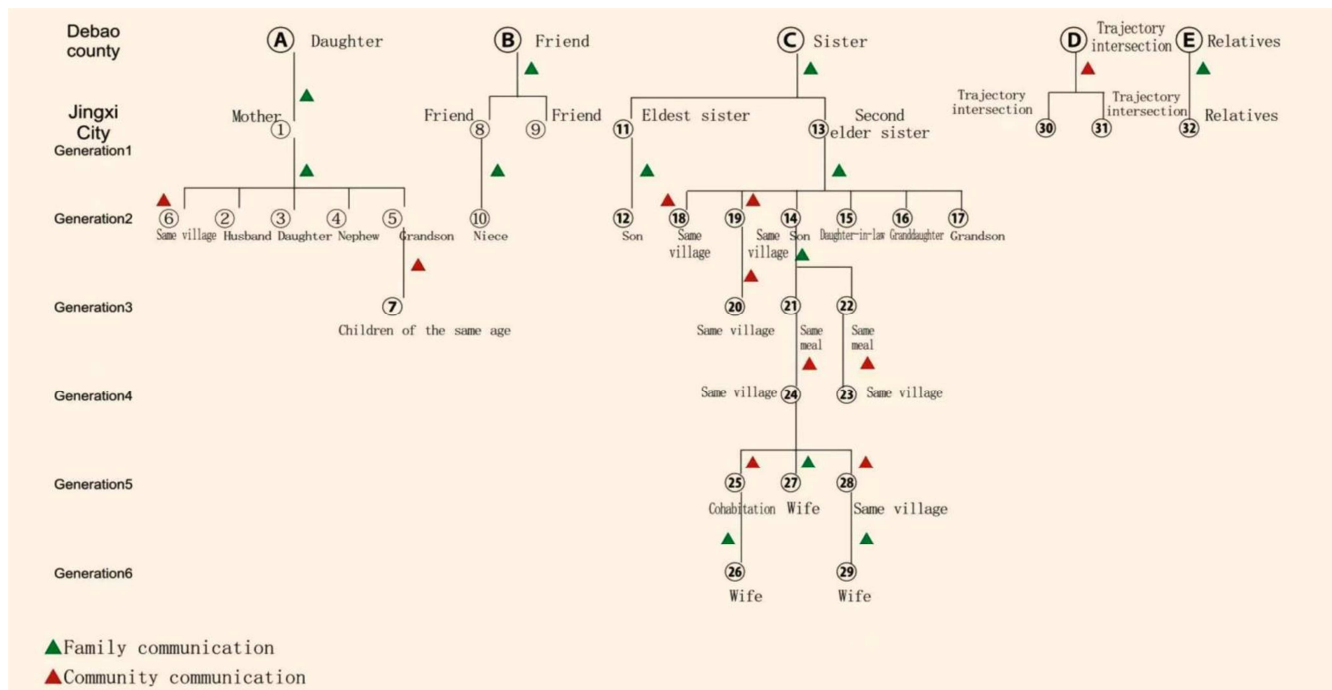 Debao county
A Daughter
B Friend
C Sister
D Trajectory intersection
E Relatives
Jingxi City
Generation1
Mother
①
Friend
⑧
⑨ Friend
⑪ Eldest sister
⑬ Second elder sister
Trajectory intersection
30
Trajectory intersection
31
32 Relatives
Generation2
⑥
Same village
②
Husband
③
Daughter
④
Nephew
⑤
Grandson
⑩
Niece
⑫
Son
⑱
Same village
⑲
Same village
⑭
Son
⑮
Daughter-in-law
⑯
Granddaughter
⑰
Grandson
Generation3
⑦
Children of the same age
⑳
Same village
21
Same meal
22
Same meal
Generation4
Same village 24
23 Same village
Generation5
25
Cohabitation
27
Wife
28
Same village
Generation6
26
Wife
29
Wife
Family communication
Community communication